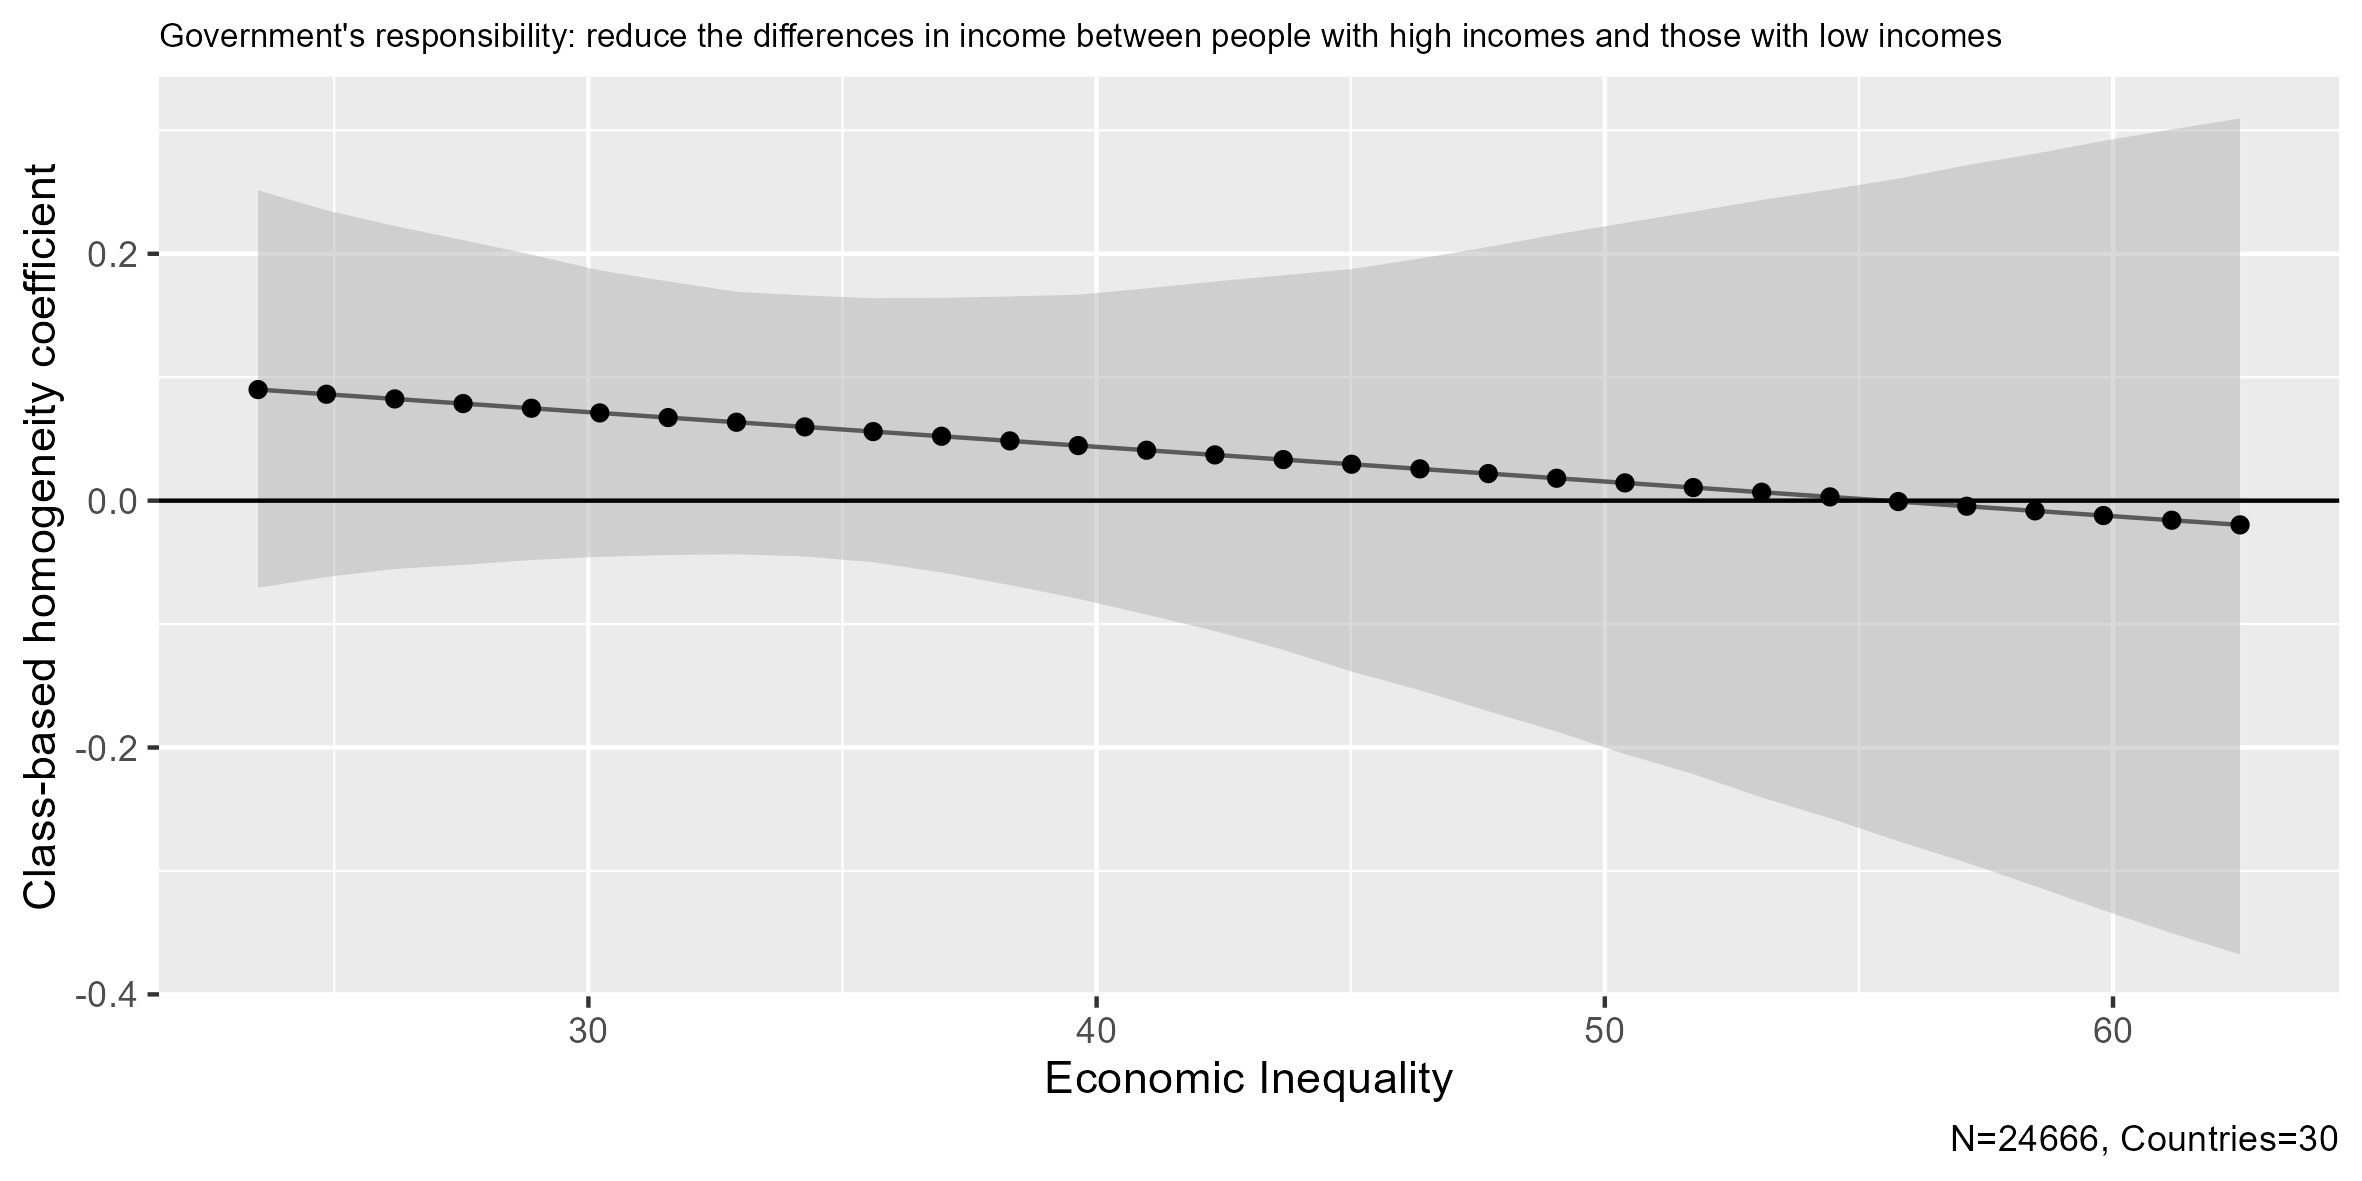 Government's responsibility: reduce the differences in income between people with high incomes and those with low incomes
Class-based homogeneity coefficient
0.2
0.0
-0.2
-0.4
30
40
50
60
Economic Inequality
N=24666, Countries=30